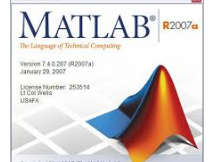 MATLAB® R2007a
The Language of Technical Computing
Version 7.4.0.287 (R2007a)
January 29, 2007
License Number: 253514
Lt Col Wells
USAFA